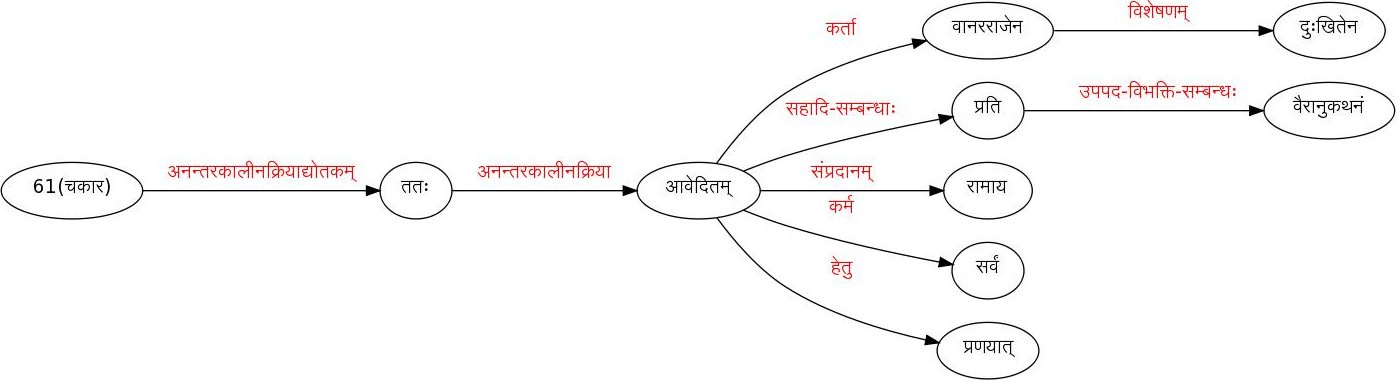 कर्ता
वानरराजेन
विशेषणम्
दुःखितेन
सहादि-सम्बन्धाः
प्रति
उपपद-विभक्ति-सम्बन्धः
वैरानुकथनं
61(चकार)
अनन्तरकालीनक्रियाद्योतकम्
ततः
अनन्तरकालीनक्रिया
आवेदितम्
संप्रदानम्
रामाय
कर्म
सर्वं
हेतु
प्रणयात्